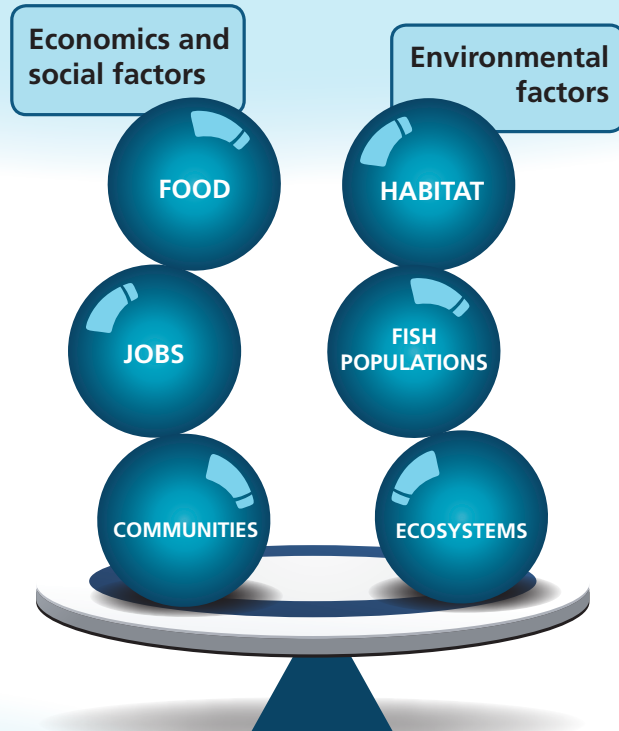 Economics and
social factors
FOOD
JOBS
COMMUNITIES
Environmental
factors
HABITAT
FISH
POPULATIONS
ECOSYSTEMS